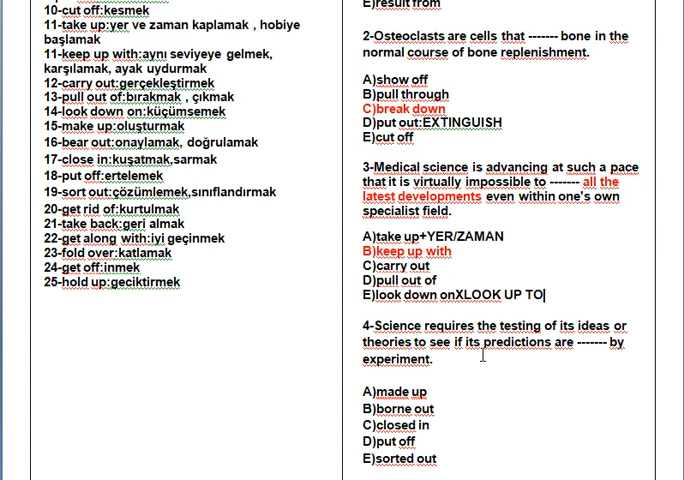 10-cut off:kesmek
11-take up:yer ve zaman kaplamak , hobiye
başlamak
11-keep up with:aynı seviyeye gelmek,
karşılamak, ayak uydurmak
12-carry out:gerçekleştirmek
13-pull out of:bırakmak , çıkmak
14-look down on:küçümsemek
15-make up:oluşturmak
16-bear out:onaylamak, doğrulamak
17-close in:kuşatmak,sarmak
18-put off:ertelemek
19-sort out:çözümlemek,sınıflandırmak
20-get rid of:kurtulmak
21-take back:geri almak
22-get along with:iyi geçinmek
23-fold over:katlamak
24-get off:inmek
25-hold up:geciktirmek
E)result from
2-Osteoclasts are cells that ------- bone in the
normal course of bone replenishment.
A)show off
B)pull through
C)break down
D)put out:EXTINGUISH
E)cut off
3-Medical science is advancing at such a pace
that it is virtually impossible to ------- all the
latest developments even within one's own
specialist field.
A)take up+YER/ZAMAN
B)keep up with
C)carry out
D)pull out of
E)look down onXLOOK UP TO
4-Science requires the testing of its ideas or
theories to see if its predictions are ------- by
experiment.
A)made up
B)borne out
C)closed in
D)put off
E)sorted out